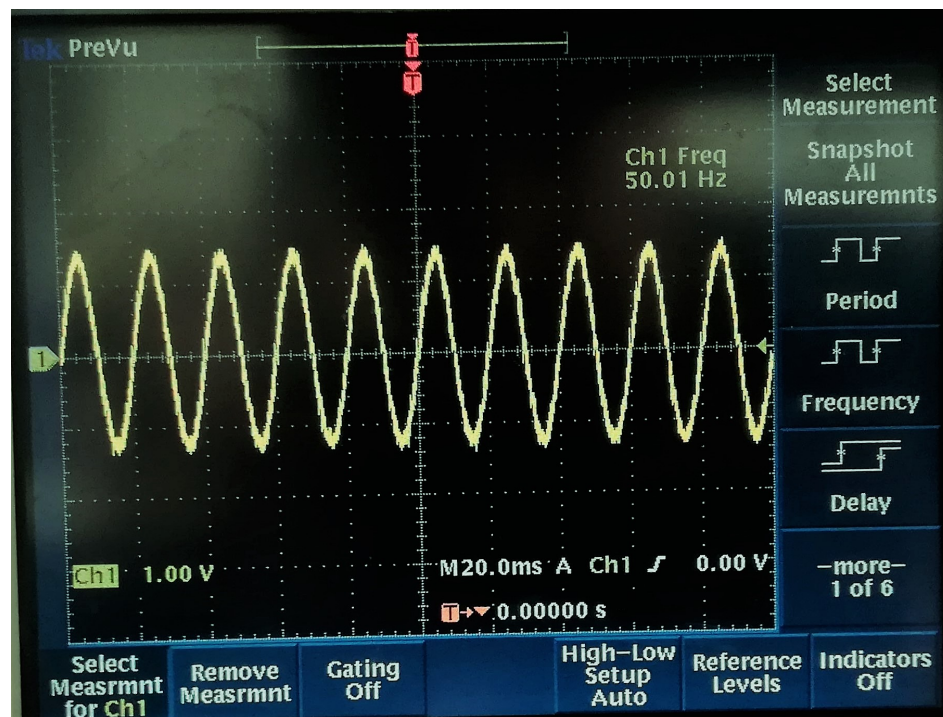 Tek PreVu
T
T
Select
Measurement
Snapshot
All
Measuremnts
Ch1 Freq
50.01 Hz
Period
1
Frequency
Delay
Ch1 1.00 V
M20.0ms A Ch1 0.00 V
T 0.00000 s
-more-
1 of 6
Select
Measrmnt
for Ch1
Remove
Measrmnt
Gating
Off
High-Low
Setup
Auto
Reference
Levels
Indicators
Off